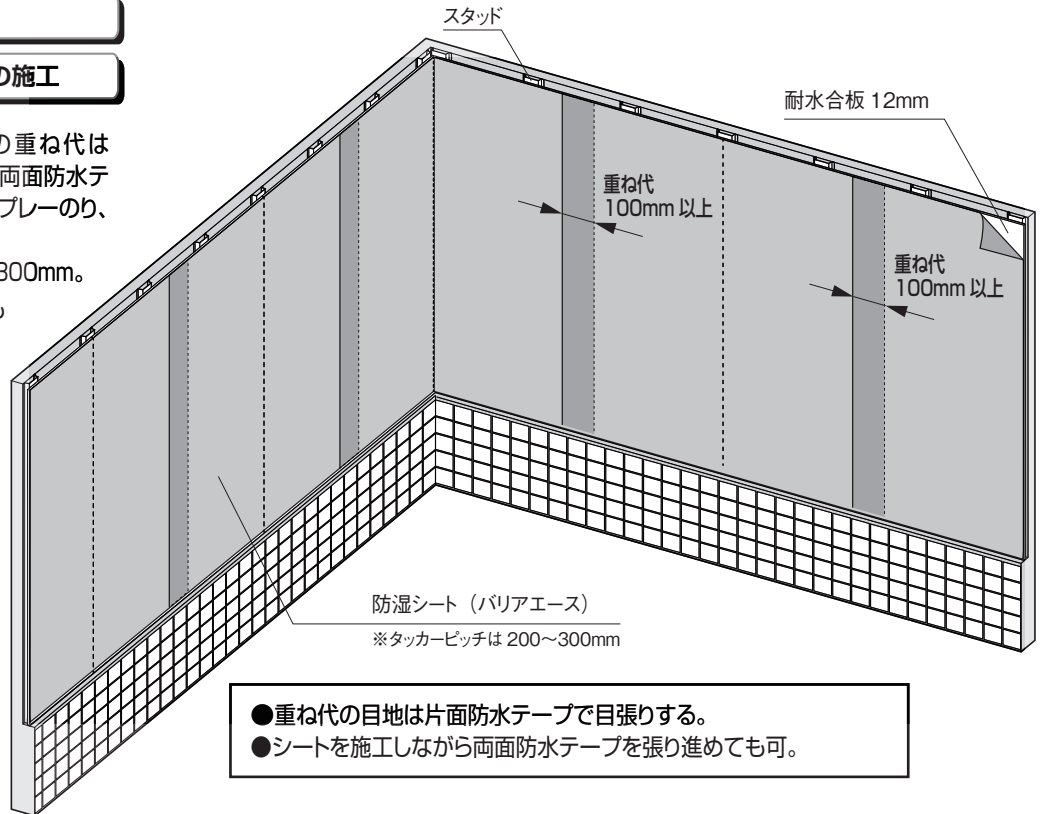 の施工
の重ね代は
両面防水テ
プレーのり、
300mm。
スタッド
耐水合板 12mm
重ね代
100mm 以上
重ね代
100mm 以上
防湿シート（バリアエース）
※タッカーピッチは 200～300mm
●重ね代の目地は片面防水テープで目張りする。
●シートを施工しながら両面防水テープを張り進めても可。